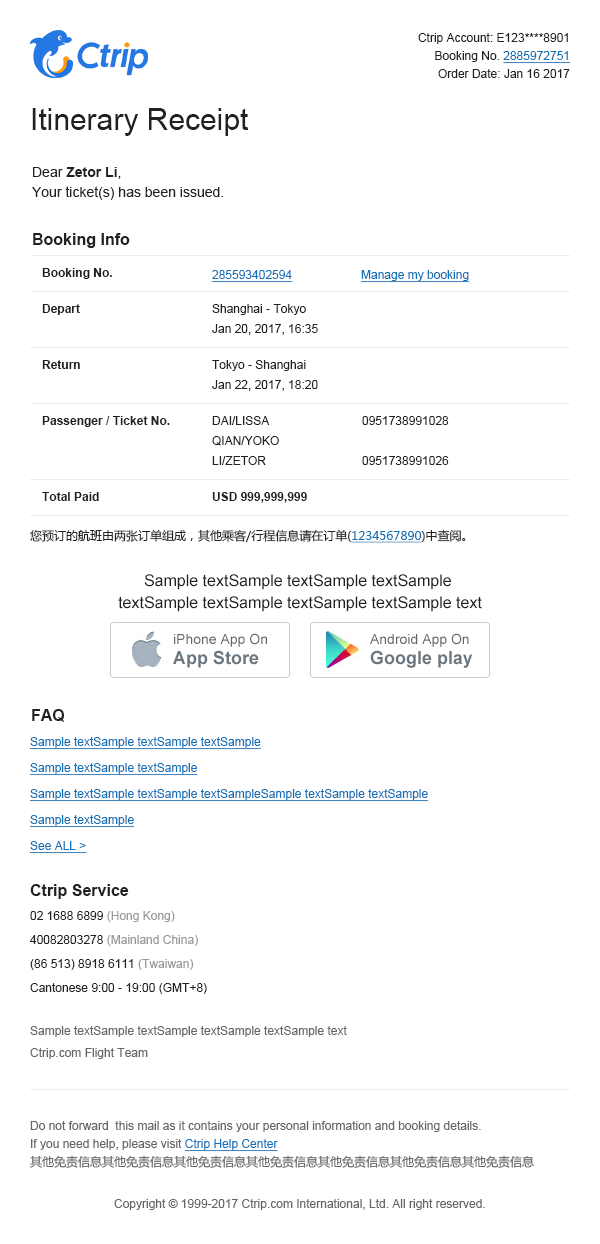 Ctrip
Ctrip Account: E123****8901
Booking No. 2885972751
Order Date: Jan 16 2017
Itinerary Receipt
Dear Zetor Li,
Your ticket(s) has been issued.
Booking Info
Booking No. 285593402594 Manage my booking
Depart Shanghai - Tokyo
Jan 20, 2017, 16:35
Return Tokyo - Shanghai
Jan 22, 2017, 18:20
Passenger / Ticket No. DAI/LISSA 0951738991028
QIAN/YOKO
LI/ZETOR 0951738991026
Total Paid USD 999,999,999
您预订的航班由两张订单组成，其他乘客/行程信息请在订单(1234567890)中查阅。
Sample textSample textSample textSample
textSample textSample textSample textSample text
iPhone App On
App Store
Android App On
Google play
FAQ
Sample textSample textSample textSample
Sample textSample textSample
Sample textSample textSample textSampleSample textSample textSample
Sample textSample
See ALL >
Ctrip Service
02 1688 6899 (Hong Kong)
40082803278 (Mainland China)
(86 513) 8918 6111 (Twaiwan)
Cantonese 9:00 - 19:00 (GMT+8)
Sample textSample textSample textSample textSample text
Ctrip.com Flight Team
Do not forward  this mail as it contains your personal information and booking details.
If you need help, please visit Ctrip Help Center
其他免责信息其他免责信息其他免责信息其他免责信息其他免责信息其他免责信息其他免责信息
Copyright © 1999-2017 Ctrip.com International, Ltd. All right reserved.